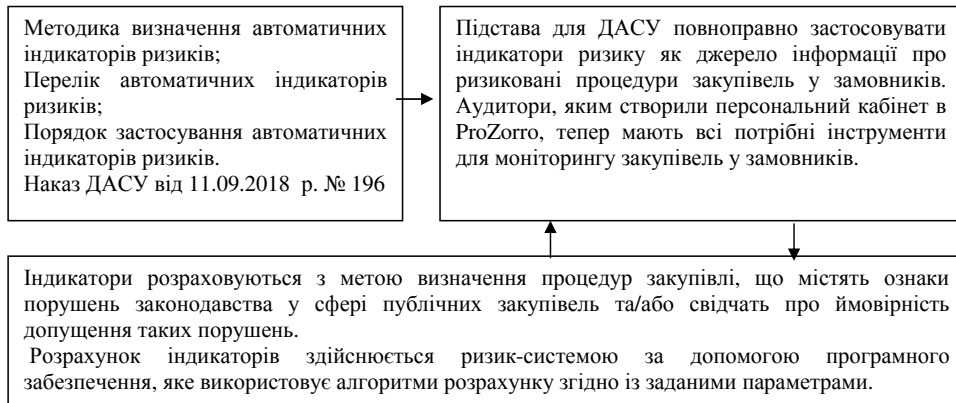 Методика визначення автоматичних
індикаторів ризиків;
Перелік автоматичних індикаторів
ризиків;
Порядок застосування автоматичних
індикаторів ризиків.
Наказ ДАСУ від 11.09.2018 р. № 196
Підстава для ДАСУ повноправно застосовувати
індикатори ризику як джерело інформації про
ризиковані процедури закупівель у замовників.
Аудитори, яким створили персональний кабінет в
ProZorro, тепер мають всі потрібні інструменти
для моніторингу закупівель у замовників.
Індикатори розраховуються з метою визначення процедур закупівлі, що містять ознаки
порушень законодавства у сфері публічних закупівель та/або свідчать про ймовірність
допущення таких порушень.
Розрахунок індикаторів здійснюється ризик-системою за допомогою програмного
забезпечення, яке використовує алгоритми розрахунку згідно із заданими параметрами.